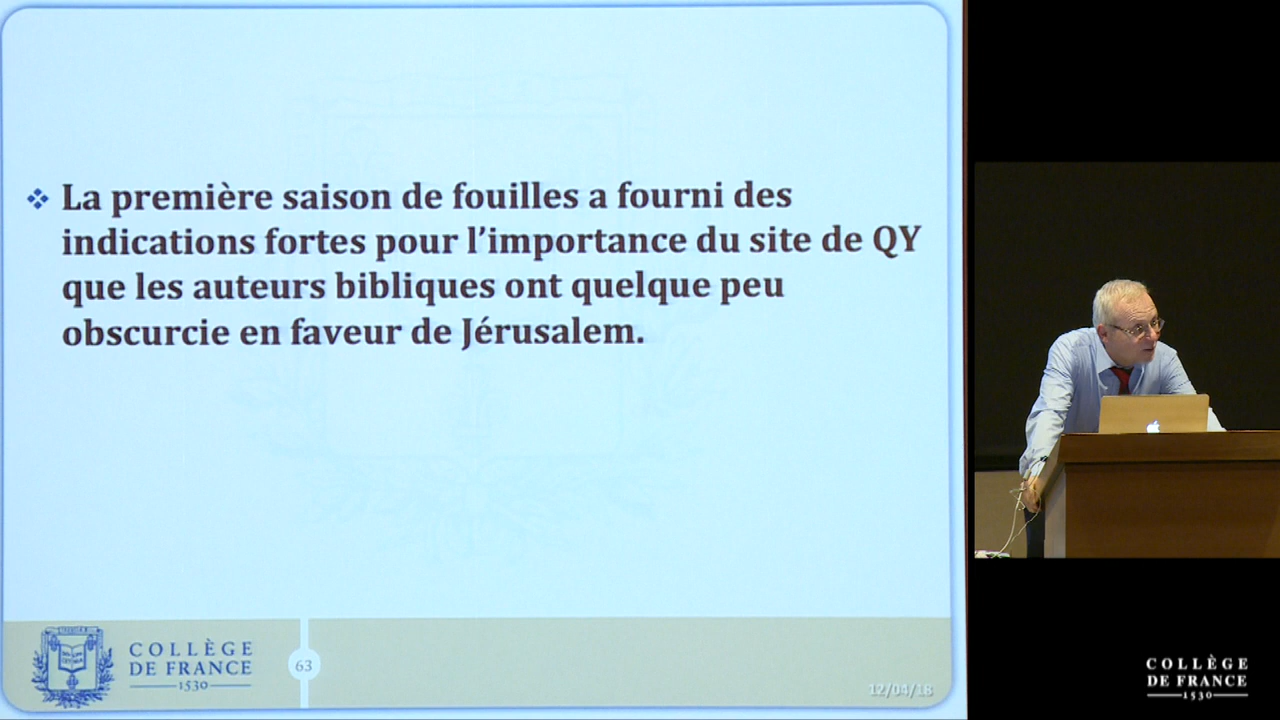 ❖ La première saison de fouilles a fourni des
indications fortes pour l’importance du site de QY
que les auteurs bibliques ont quelque peu
obscurcie en faveur de Jérusalem.
COLLÈGE
DE FRANCE
1530
63
12/04/18
COLLÈGE
DE FRANCE
1530